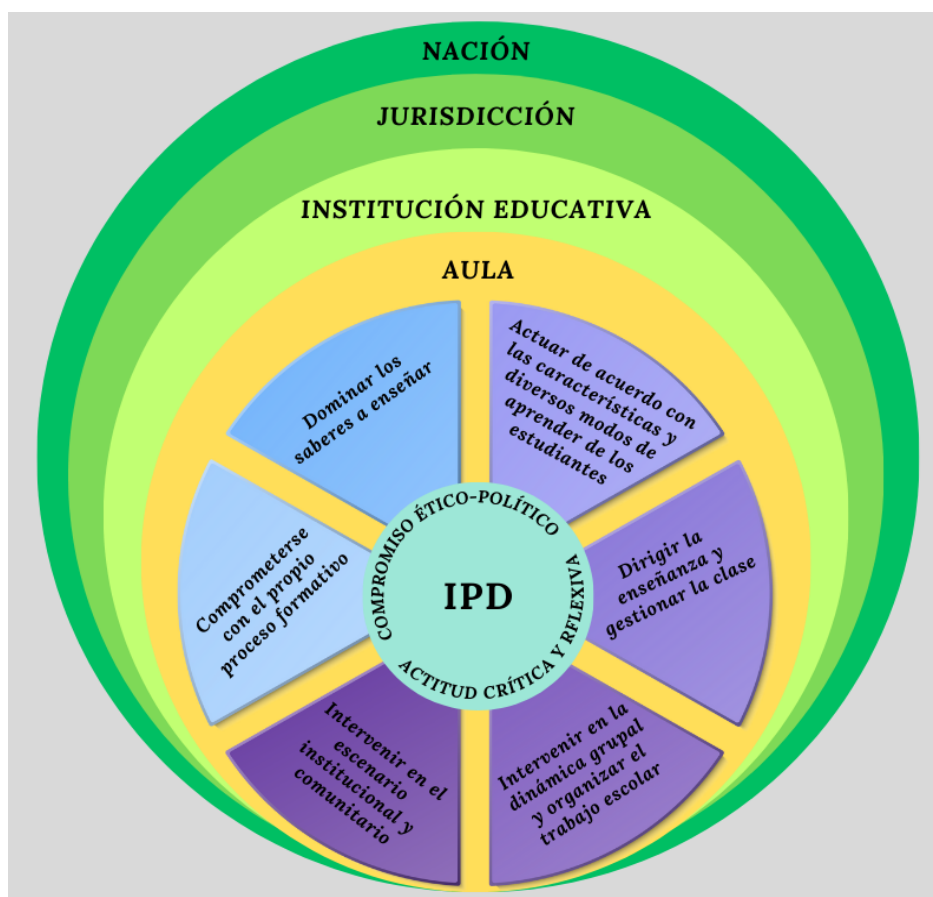 NACIÓN
JURISDICCIÓN
INSTITUCIÓN EDUCATIVA
AULA
Dominar los
saberes a enseñar
Actuar de acuerdo con
las características y
diversos modos de
aprender de los
estudiantes
Comprometerse
con el propio
proceso formativo
COMPROMISO ÉTICO-POLÍTICO
IPD
ACTITUD CRÍTICA Y RFLEXIVA
Dirigir la
enseñanza y
gestionar la clase
Intervenir en el
escenario
institucional y
comunitario
Intervenir en la
dinámica grupal
y organizar el
trabajo escolar